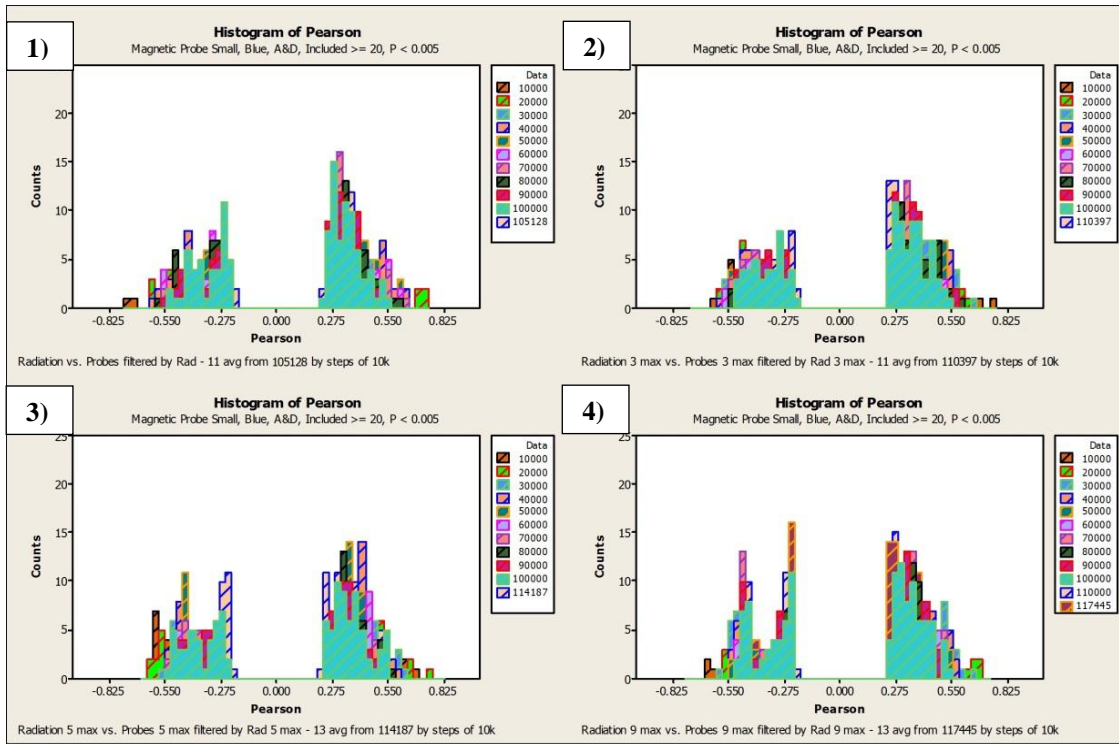 1)
Histogram of Pearson
Magnetic Probe Small, Blue, A&D, Included >= 20, P < 0.005
Counts
20
15
10
5
0
-0.825 -0.550 -0.275 0.000 0.275 0.550 0.825
Pearson
Data
10000
20000
30000
40000
50000
60000
70000
80000
90000
100000
105128
Radiation vs. Probes filtered by Rad - 11 avg from 105128 by steps of 10k
2)
Histogram of Pearson
Magnetic Probe Small, Blue, A&D, Included >= 20, P < 0.005
Counts
20
15
10
5
0
-0.825 -0.550 -0.275 0.000 0.275 0.550 0.825
Pearson
Data
10000
20000
30000
40000
50000
60000
70000
80000
90000
100000
110397
Radiation 3 max vs. Probes 3 max filtered by Rad 3 max - 11 avg from 110397 by steps of 10k
3)
Histogram of Pearson
Magnetic Probe Small, Blue, A&D, Included >= 20, P < 0.005
Counts
25
20
15
10
5
0
-0.825 -0.550 -0.275 0.000 0.275 0.550 0.825
Pearson
Data
10000
20000
30000
40000
50000
60000
70000
80000
90000
100000
114187
Radiation 5 max vs. Probes 5 max filtered by Rad 5 max - 13 avg from 114187 by steps of 10k
4)
Histogram of Pearson
Magnetic Probe Small, Blue, A&D, Included >= 20, P < 0.005
Counts
25
20
15
10
5
0
-0.825 -0.550 -0.275 0.000 0.275 0.550 0.825
Pearson
Data
10000
20000
30000
40000
50000
60000
70000
80000
90000
100000
110000
117445
Radiation 9 max vs. Probes 9 max filtered by Rad 9 max - 13 avg from 117445 by steps of 10k